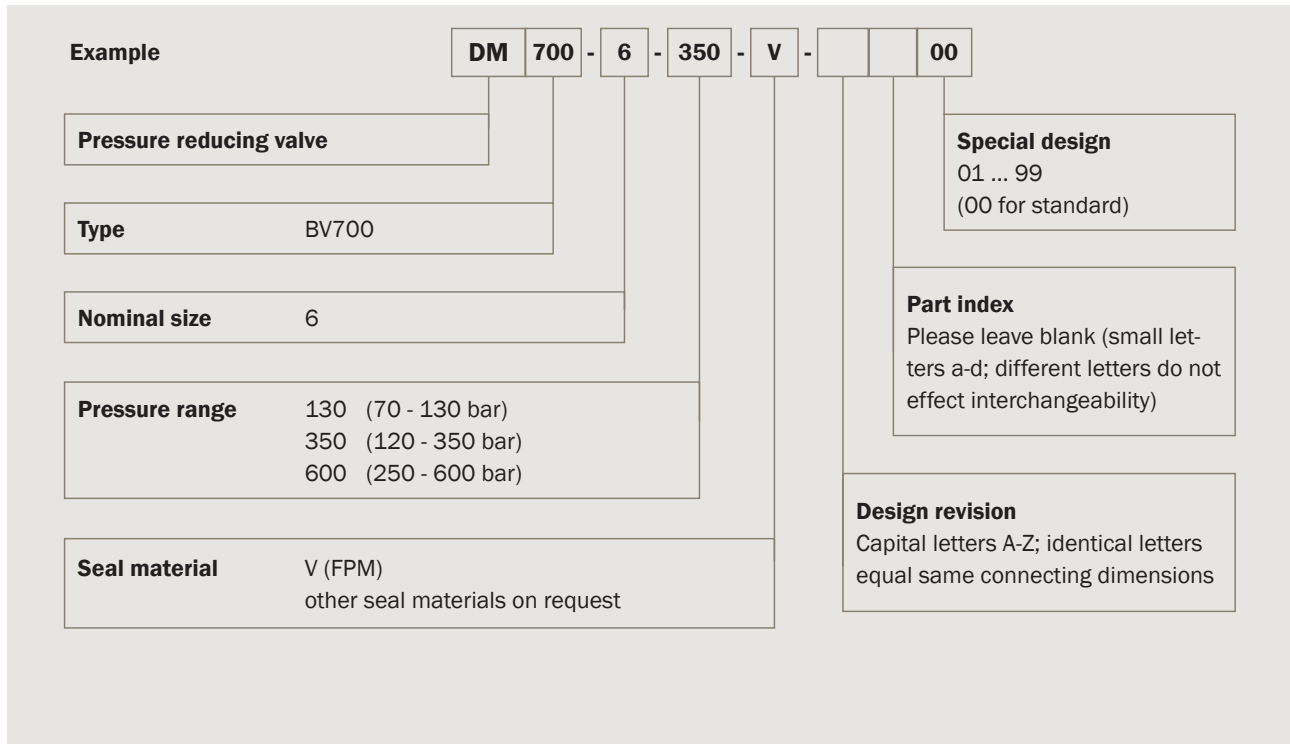 Example
DM 700 - 6 - 350 - V - 00
Pressure reducing valve
Type BV700
Nominal size 6
Pressure range 130 (70 - 130 bar)
350 (120 - 350 bar)
600 (250 - 600 bar)
Seal material V (FPM)
other seal materials on request
Special design
01 ... 99
(00 for standard)
Part index
Please leave blank (small let-
ters a-d; different letters do not
effect interchangeability)
Design revision
Capital letters A-Z; identical letters
equal same connecting dimensions